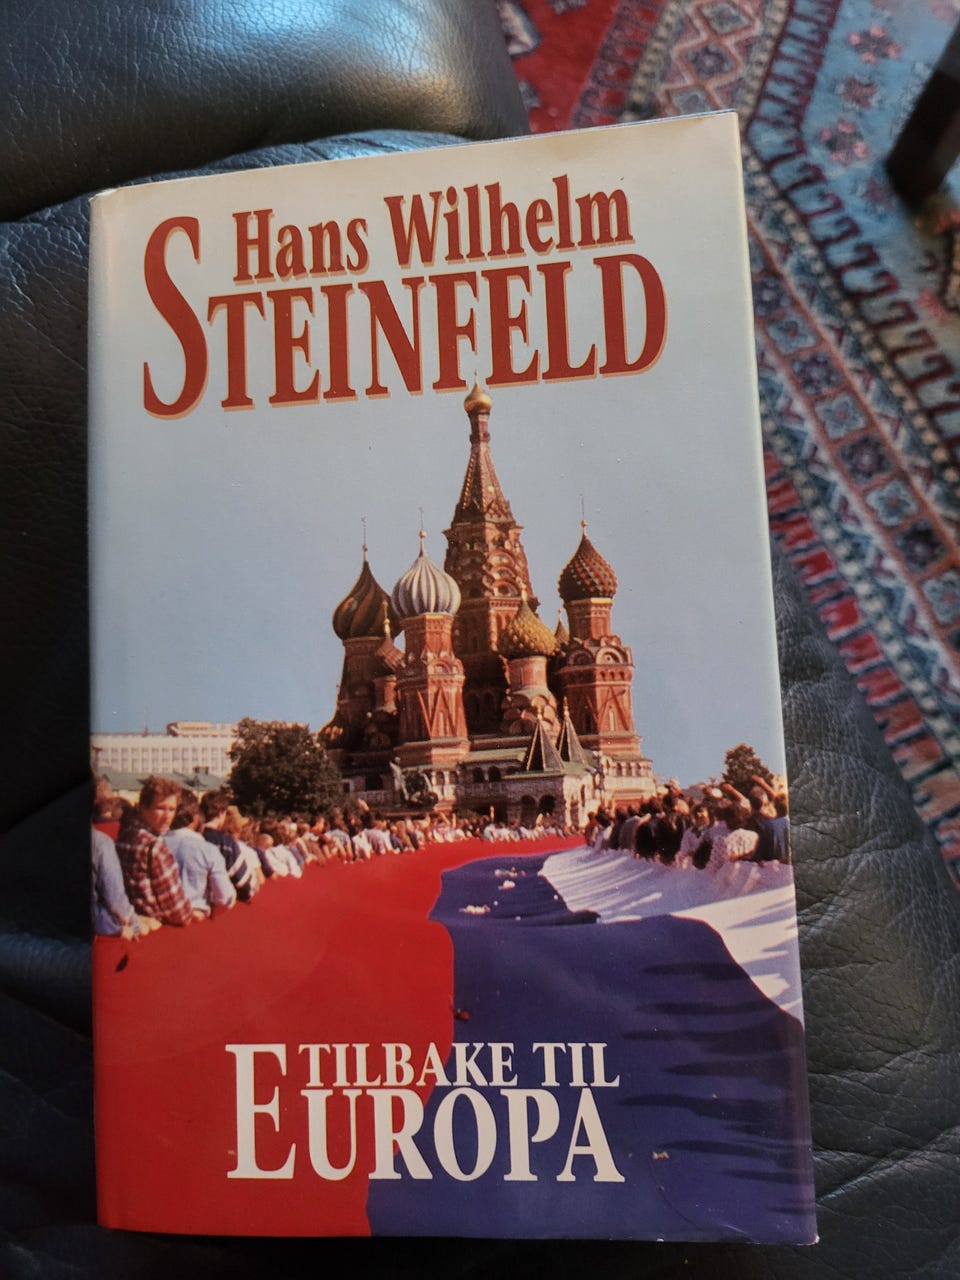 Hans Wilhelm
STEINFELD
TILBAKE TIL
EUROPA